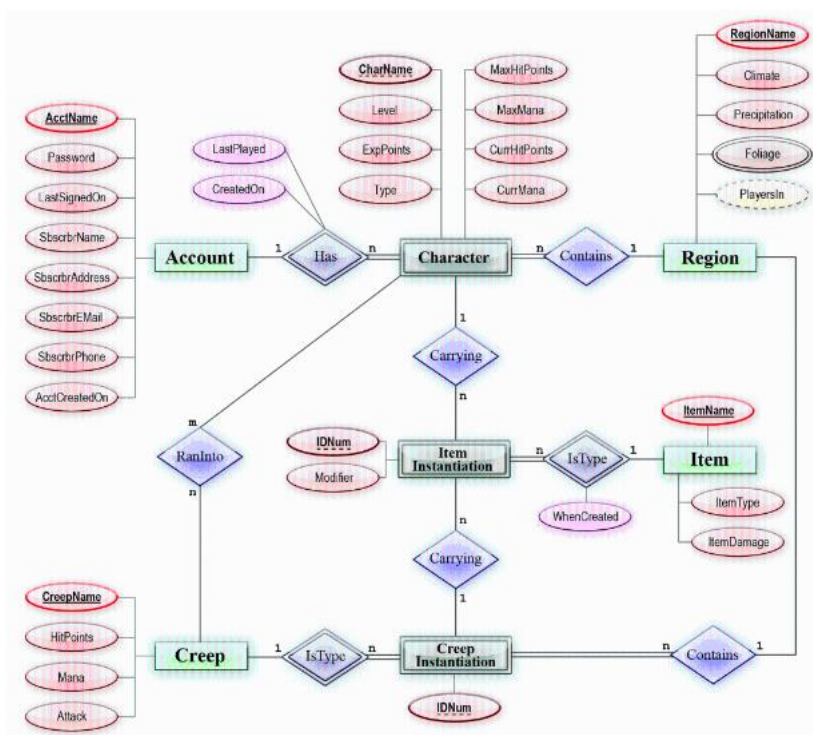 RegionName
CharName
MaxHitPoints
Climate
AcctName
Level
MaxMana
Precipitation
Password
LastPlayed
ExpPoints
CurrHitPoints
Foliage
LastSignedOn
CreatedOn
Type
CurrMana
PlayersIn
SbscrbrName
Account
1
Has
n
Character
n
Contains
1
Region
SbscrbrAddress
SbscrbrEMail
1
SbscrbrPhone
Carrying
AcctCreatedOn
n
m
ItemName
RanInto
IDNum
Item
Instantiation
n
IsType
1
Item
Modifier
n
WhenCreated
ItemType
n
ItemDamage
Carrying
CreepName
1
HitPoints
Creep
1
IsType
n
Creep
Instantiation
n
Contains
1
Mana
IDNum
Attack